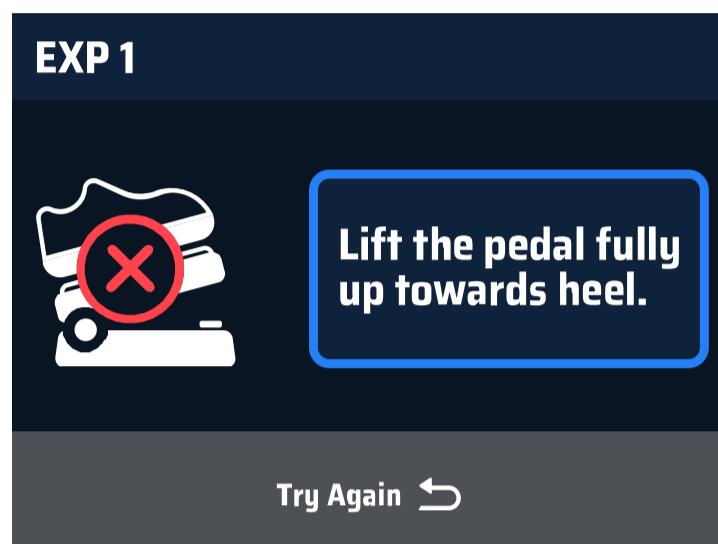 EXP 1
Lift the pedal fully
up towards heel.
Try Again